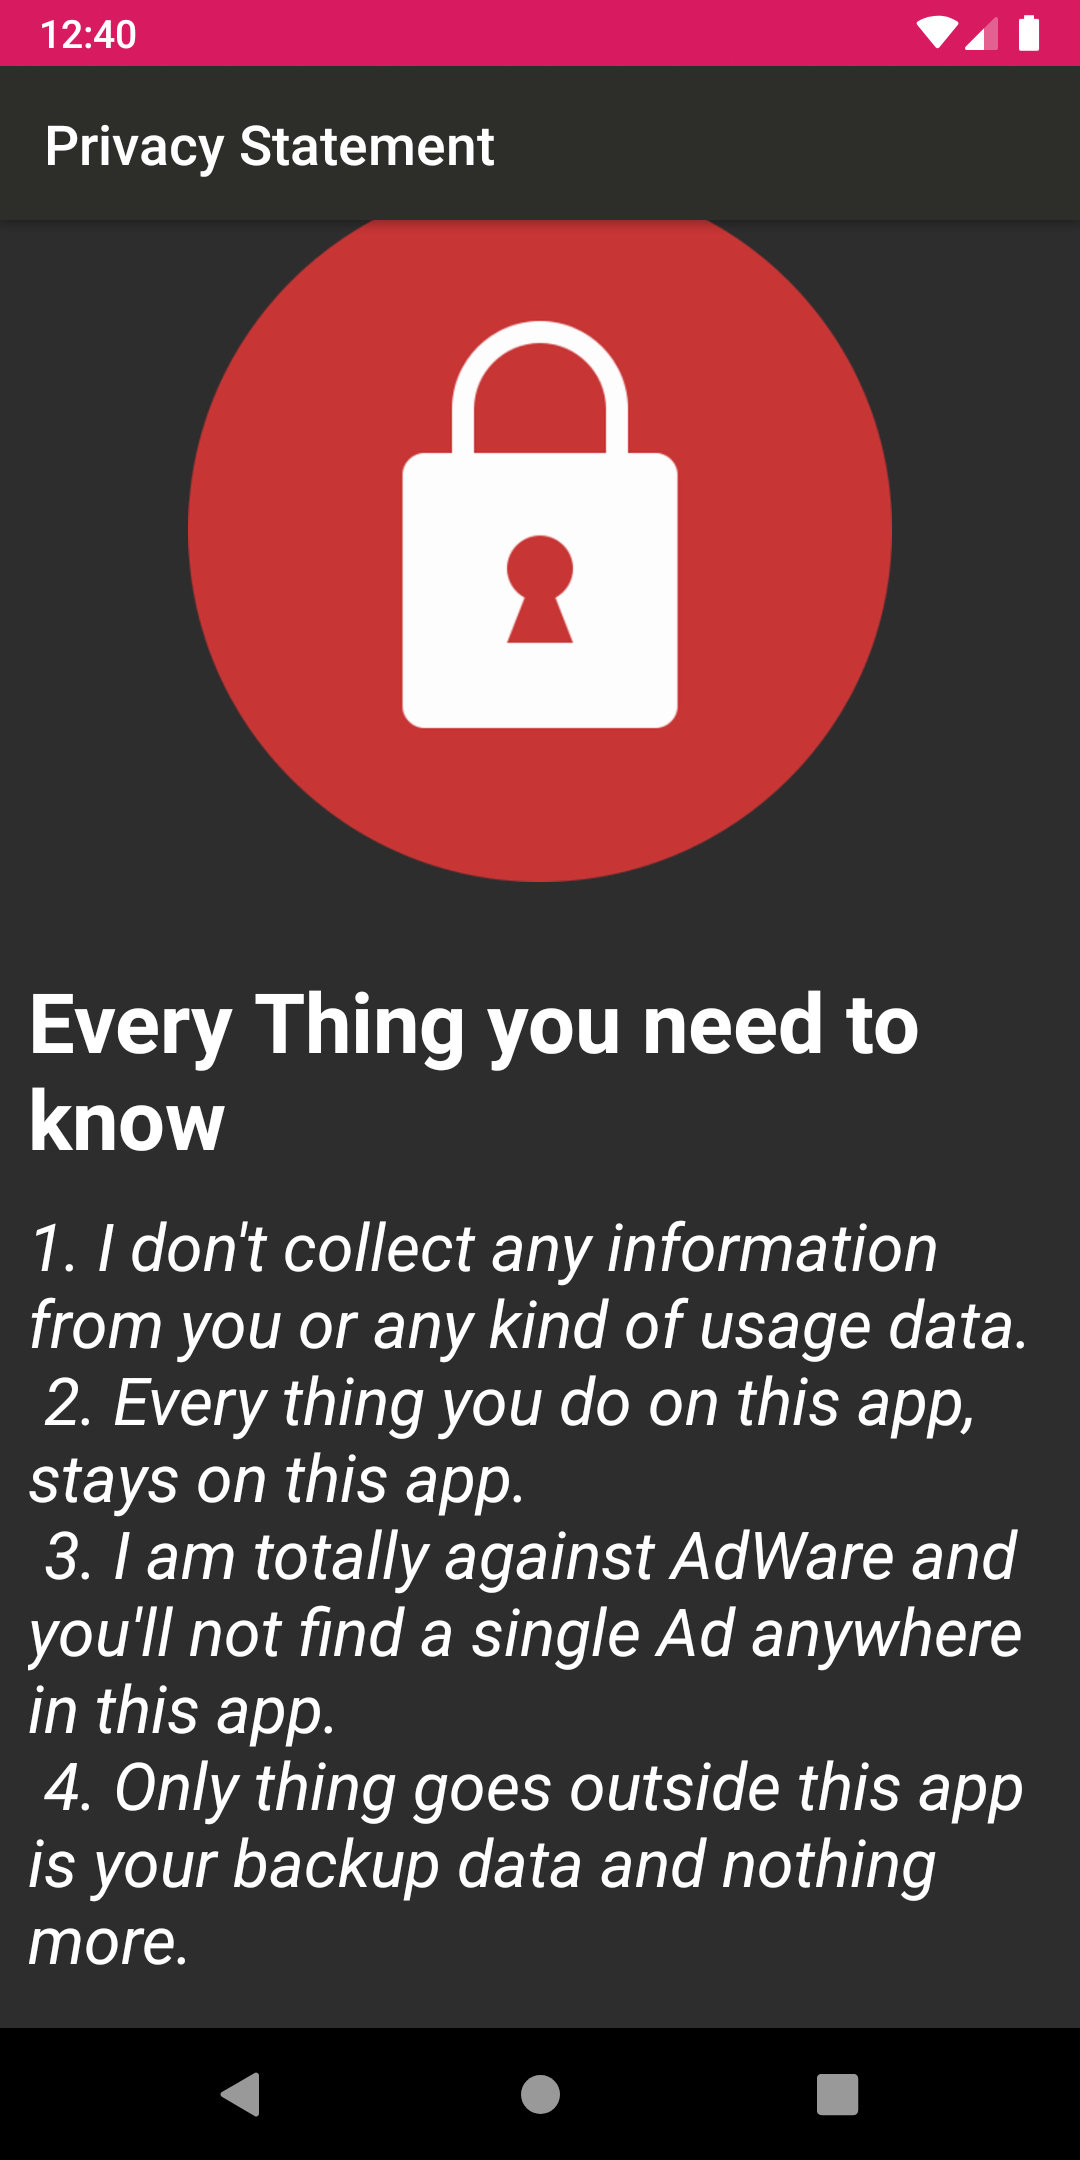 12:40
Privacy Statement
Every Thing you need to
know
1. I don't collect any information
from you or any kind of usage data.
2. Every thing you do on this app,
stays on this app.
3. I am totally against AdWare and
you'll not find a single Ad anywhere
in this app.
4. Only thing goes outside this app
is your backup data and nothing
more.